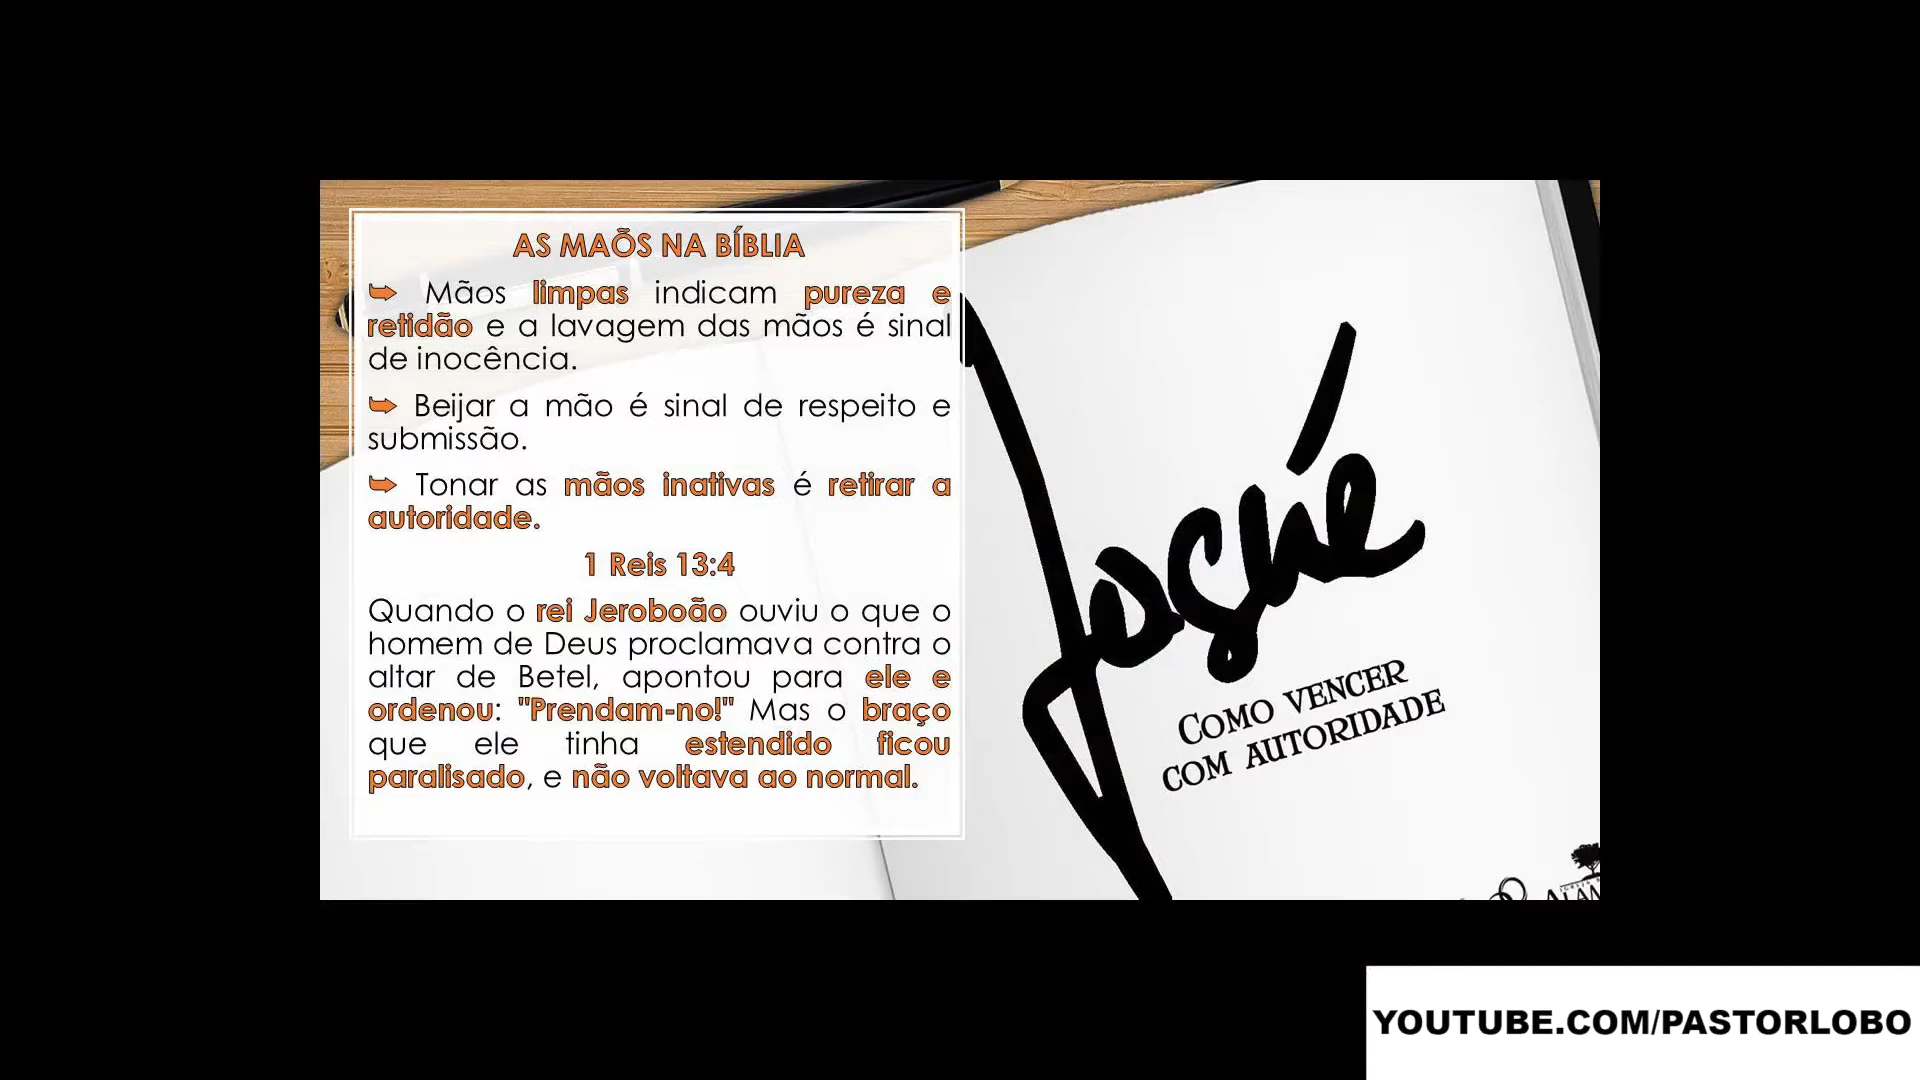 AS MAÕS NA BÍBLIA
➥ Mãos limpas indicam pureza e
retidão e a lavagem das mãos é sinal
de inocência.
➥ Beijar a mão é sinal de respeito e
submissão.
➥ Tonar as mãos inativas é retirar a
autoridade.
1 Reis 13:4
Quando o rei Jeroboão ouviu o que o
homem de Deus proclamava contra o
altar de Betel, apontou para ele e
ordenou: "Prendam-no!" Mas o braço
que ele tinha estendido ficou
paralisado, e não voltava ao normal.
Josué
COMO VENCER
COM AUTORIDADE
YOUTUBE.COM/PASTORLOBO